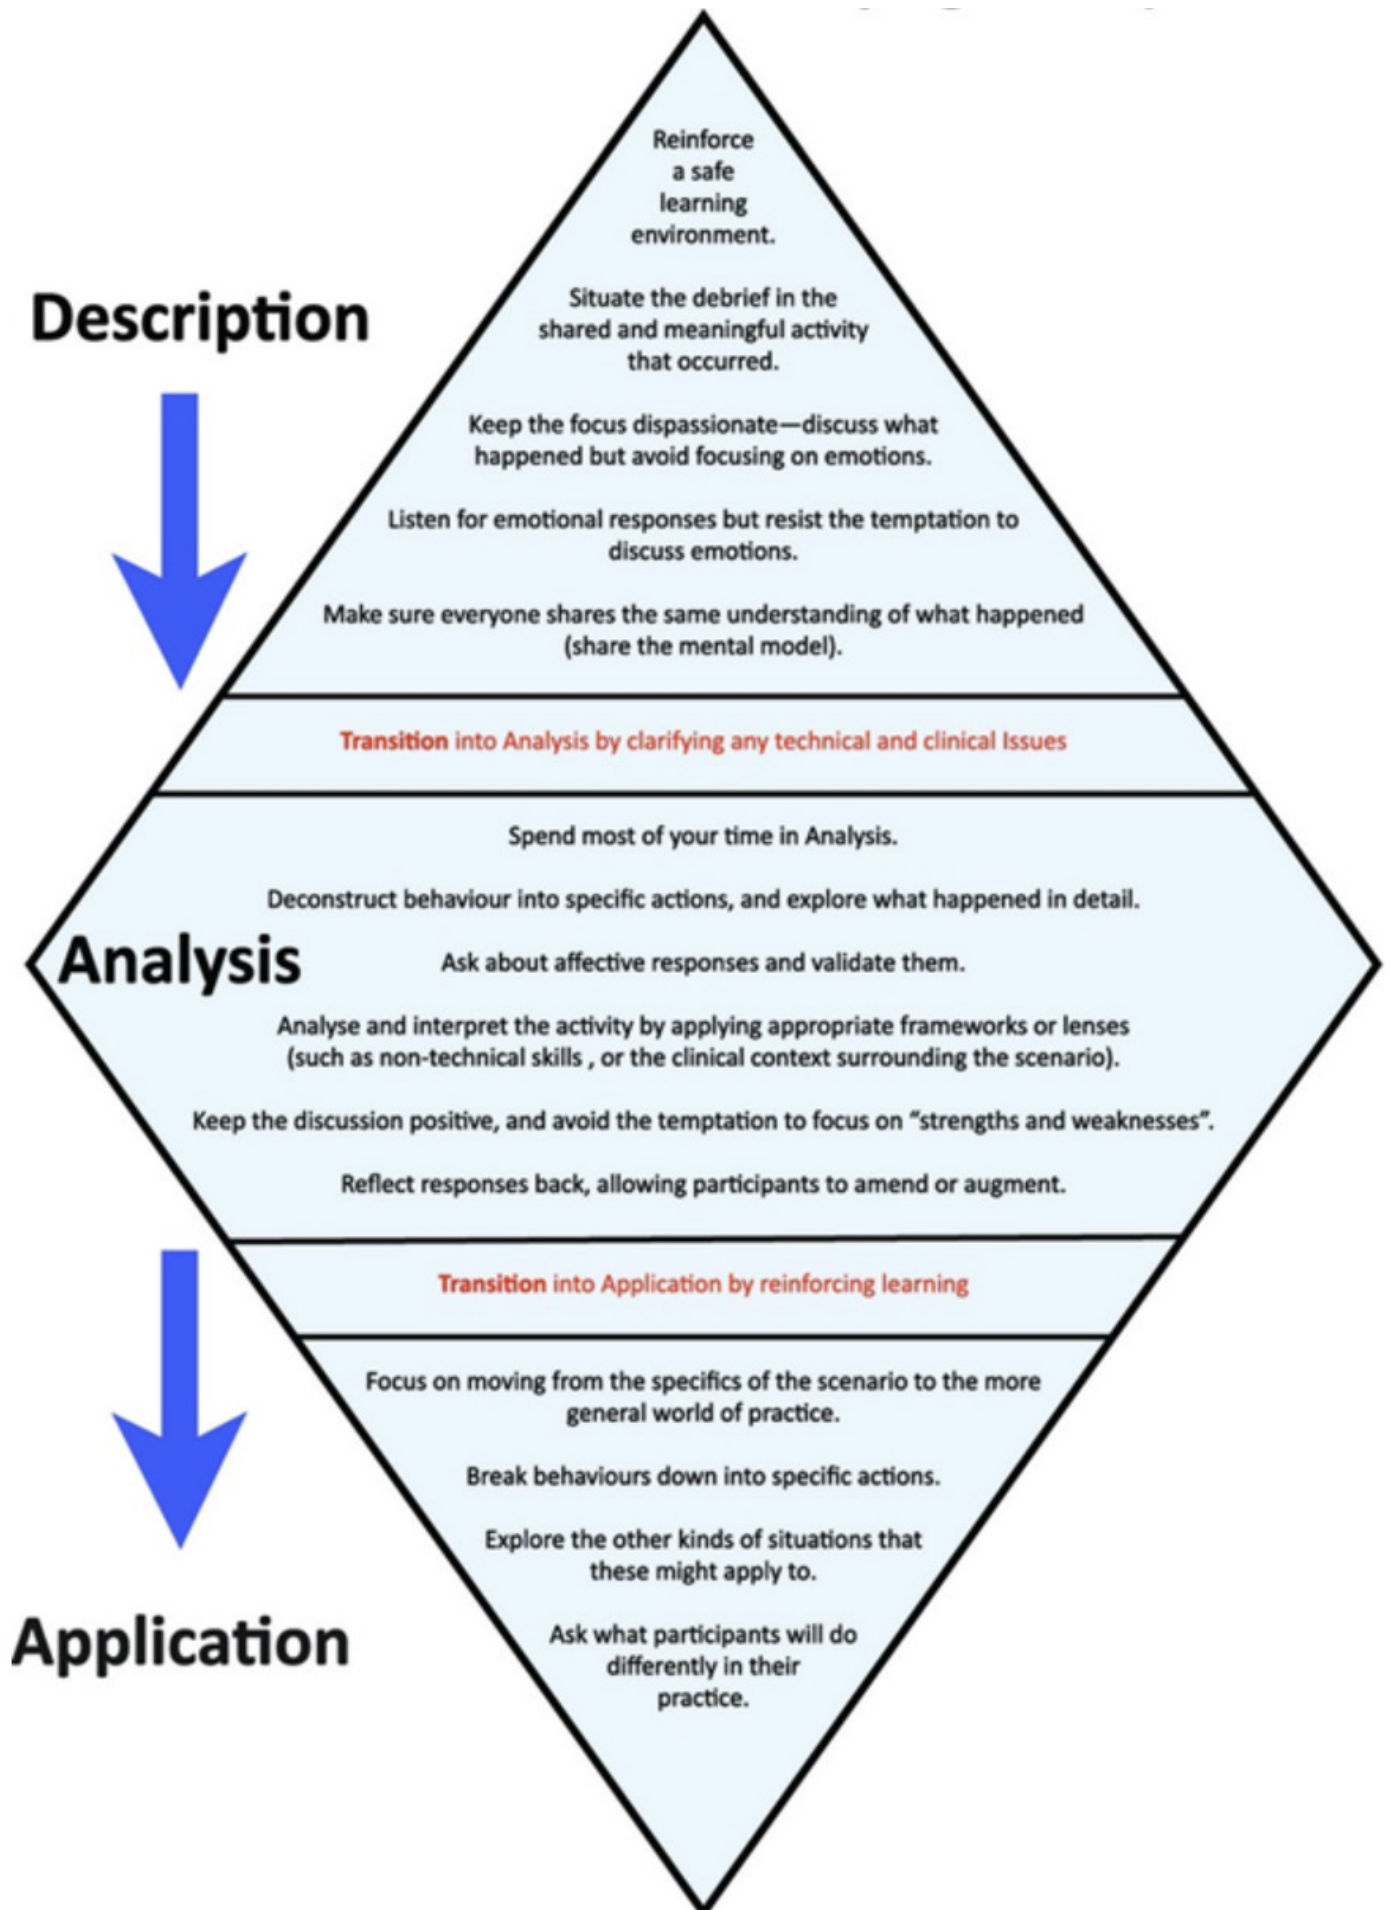 Reinforce
a safe
learning
environment.
Situate the debrief in the
shared and meaningful activity
that occurred.
Description
Keep the focus dispassionate—discuss what
happened but avoid focusing on emotions.
Listen for emotional responses but resist the temptation to
discuss emotions.
Make sure everyone shares the same understanding of what happened
(share the mental model).
Transition into Analysis by clarifying any technical and clinical Issues
Spend most of your time in Analysis.
Deconstruct behaviour into specific actions, and explore what happened in detail.
Analysis
Ask about affective responses and validate them.
Analyse and interpret the activity by applying appropriate frameworks or lenses
(such as non-technical skills , or the clinical context surrounding the scenario).
Keep the discussion positive, and avoid the temptation to focus on “strengths and weaknesses”.
Reflect responses back, allowing participants to amend or augment.
Transition into Application by reinforcing learning
Focus on moving from the specifics of the scenario to the more
general world of practice.
Break behaviours down into specific actions.
Explore the other kinds of situations that
these might apply to.
Application
Ask what participants will do
differently in their
practice.